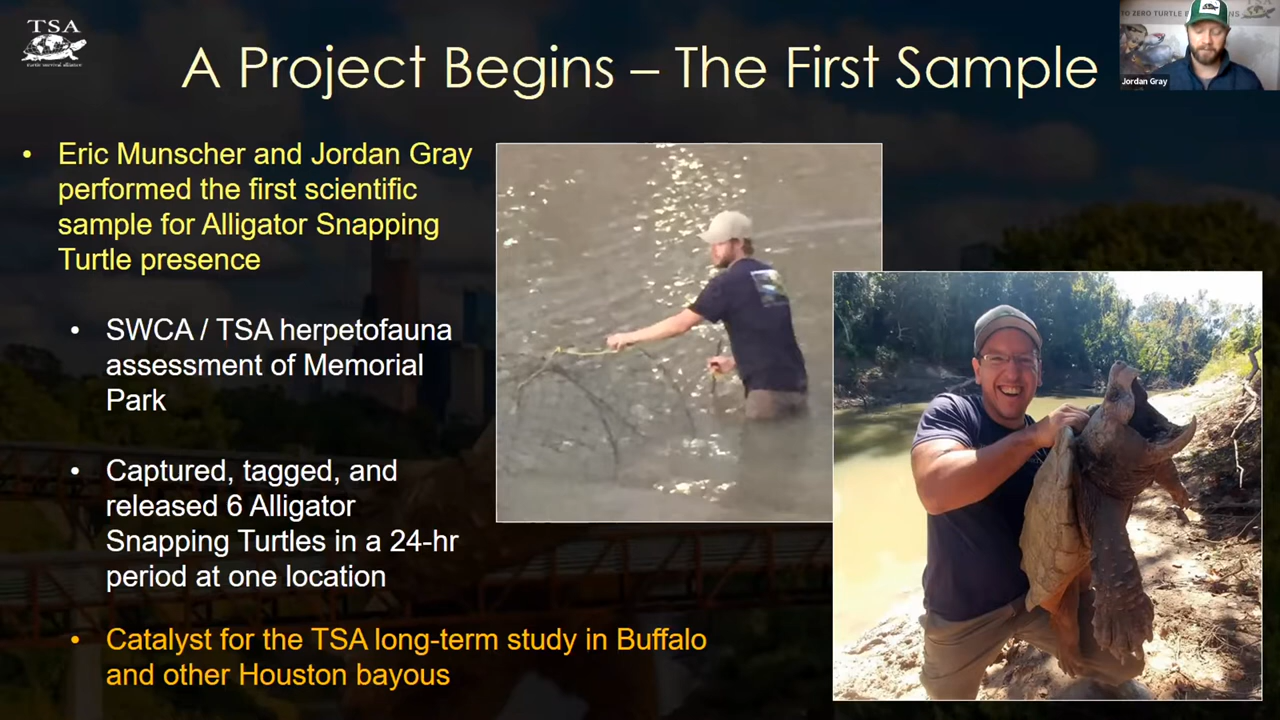 TSA
turtle survival alliance
A Project Begins – The First Sample
Jordan Gray
• Eric Munscher and Jordan Gray
performed the first scientific
sample for Alligator Snapping
Turtle presence
• SWCA / TSA herpetofauna
assessment of Memorial
Park
• Captured, tagged, and
released 6 Alligator
Snapping Turtles in a 24-hr
period at one location
• Catalyst for the TSA long-term study in Buffalo
and other Houston bayous